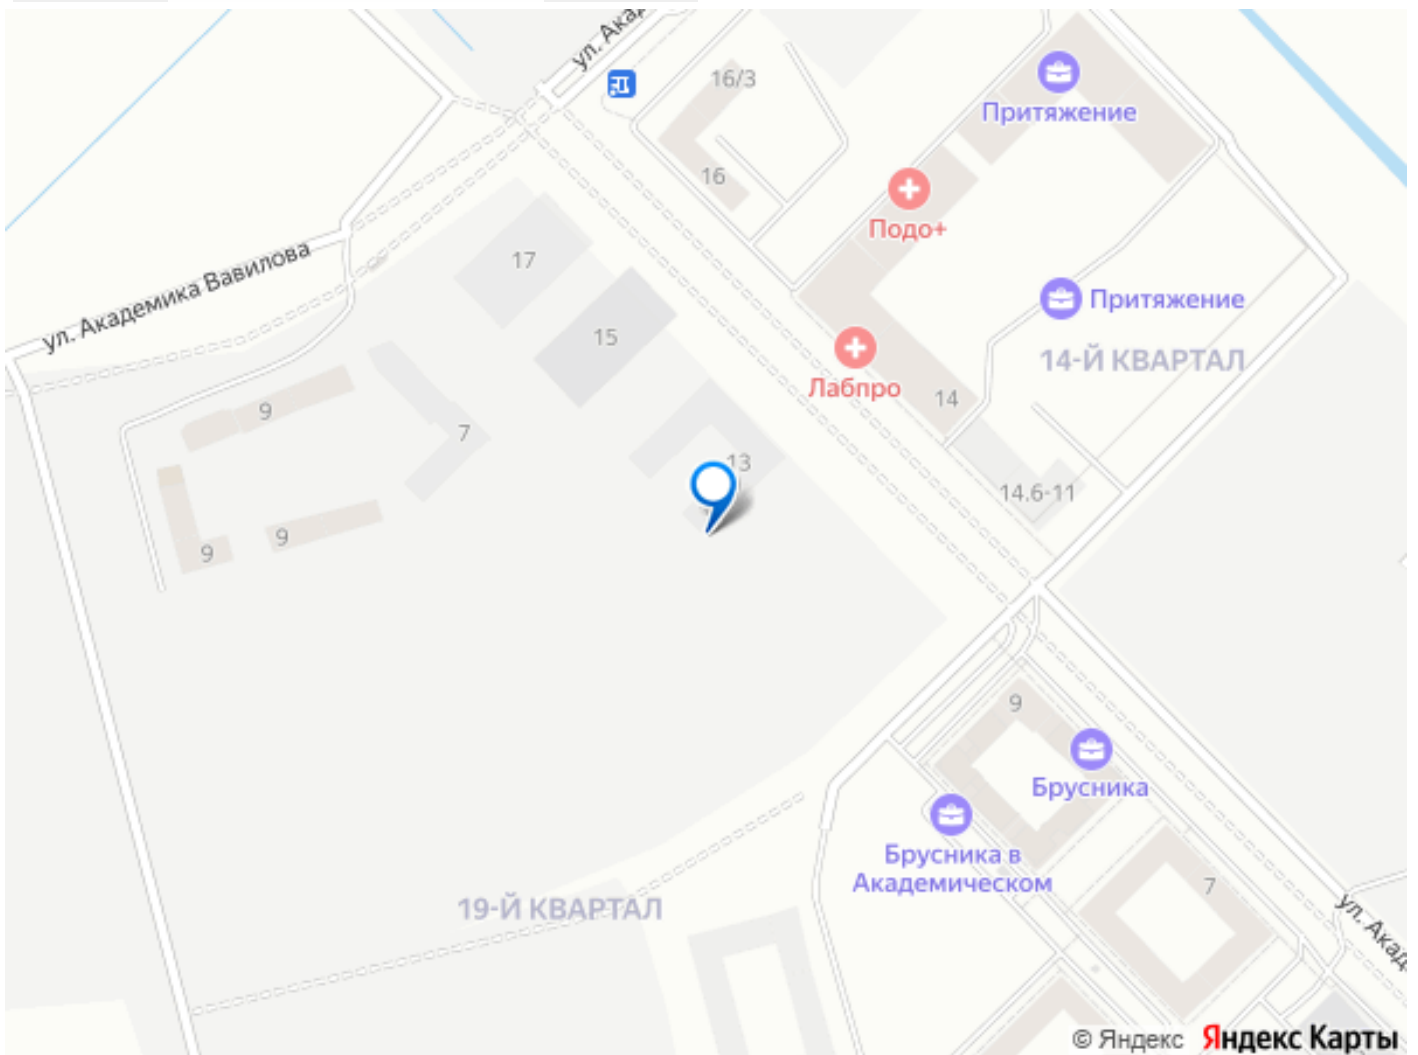 ул. Ака
16/3
Притяжение
16
Подо+
ул. Академика Вавилова
17
15
Притяжение
14-Й КВАРТАЛ
Лабпро
14
9
7
13
14.6-11
9
9
9
Брусника
Брусника в
Академическом
7
19-Й КВАРТАЛ
ул. Акад
© Яндекс Яндекс Карты